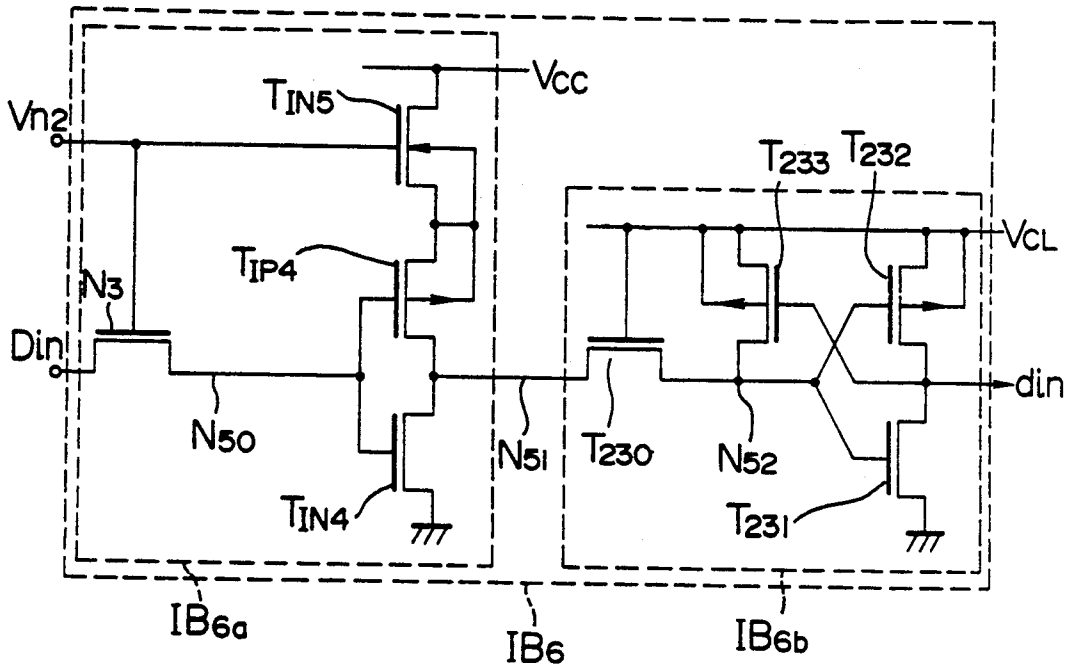 VCC
TIN5
Vn2
T233
T232
VCL
TIP4
N3
Din
din
N50
N51
T230
N52
TIN4
T231
IB6a
IB6
IB6b